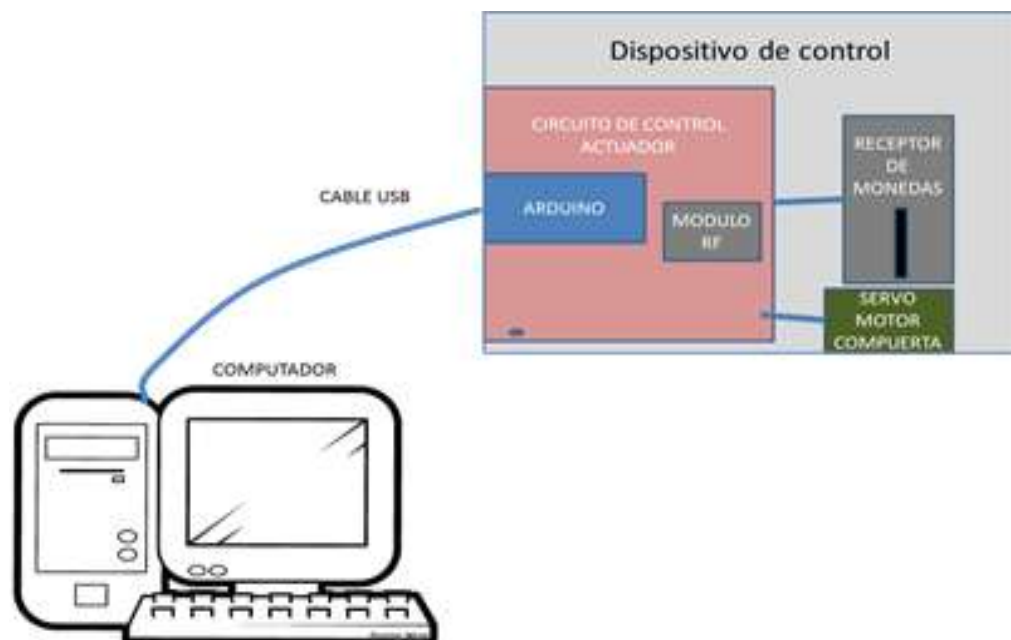 Dispositivo de control
CIRCUITO DE CONTROL
ACTUADOR
RECEPTOR
DE
MONEDAS
CABLE USB
ARDUINO
MODULO
RF
SERVO
MOTOR
COMPUERTA
COMPUTADOR